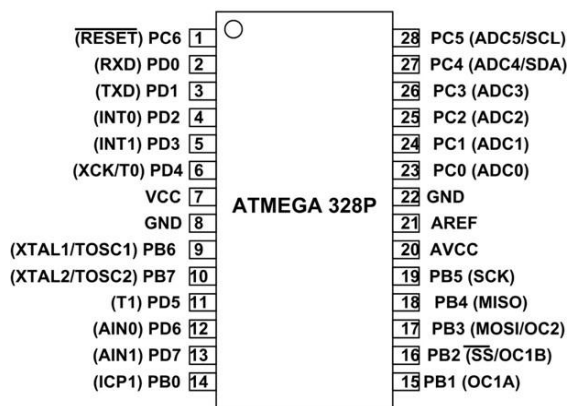 (RESET) PC6 1
(RXD) PD0 2
(TXD) PD1 3
(INT0) PD2 4
(INT1) PD3 5
(XCK/T0) PD4 6
VCC 7
GND 8
(XTAL1/TOSC1) PB6 9
(XTAL2/TOSC2) PB7 10
(T1) PD5 11
(AIN0) PD6 12
(AIN1) PD7 13
(ICP1) PB0 14
ATMEGA 328P
28 PC5 (ADC5/SCL)
27 PC4 (ADC4/SDA)
26 PC3 (ADC3)
25 PC2 (ADC2)
24 PC1 (ADC1)
23 PC0 (ADC0)
22 GND
21 AREF
20 AVCC
19 PB5 (SCK)
18 PB4 (MISO)
17 PB3 (MOSI/OC2)
16 PB2 (SS/OC1B)
15 PB1 (OC1A)